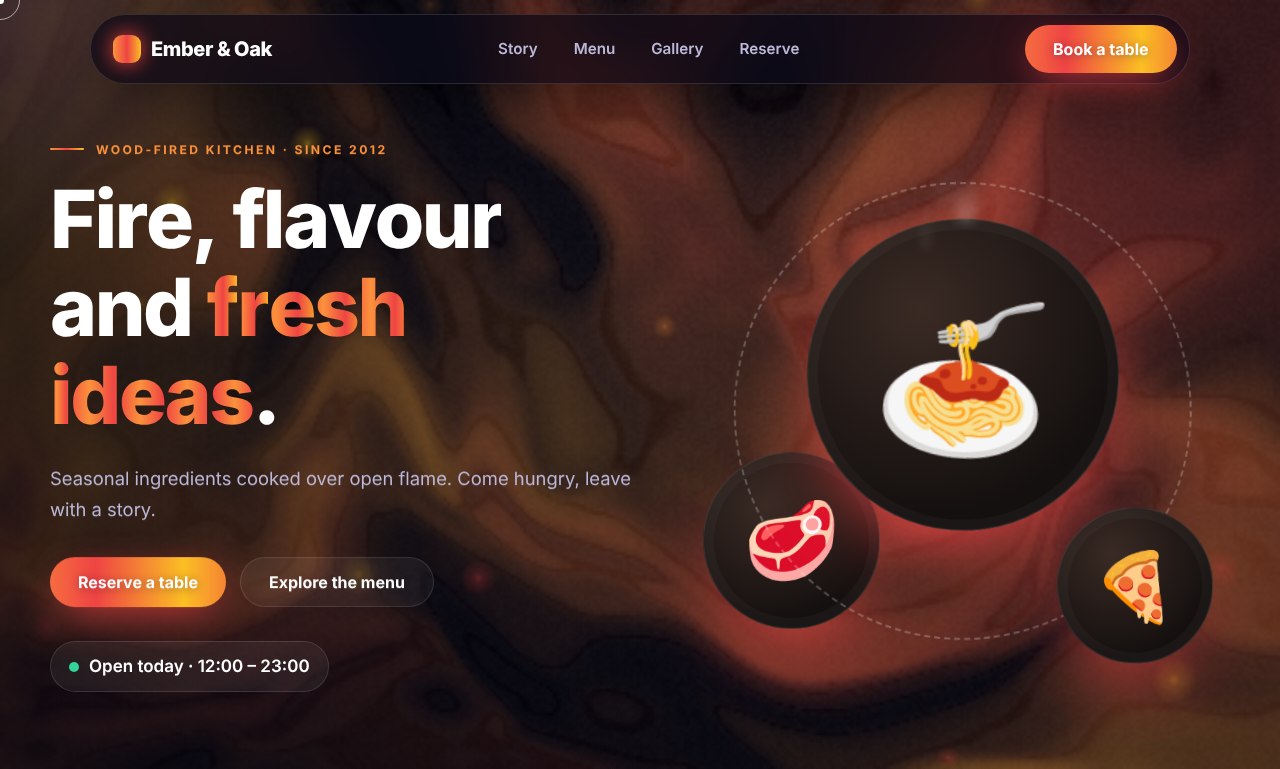 Ember & Oak
Story
Menu
Gallery
Reserve
Book a table
WOOD-FIRED KITCHEN · SINCE 2012
Fire, flavour
and fresh
ideas.
Seasonal ingredients cooked over open flame. Come hungry, leave
with a story.
Reserve a table
Explore the menu
Open today · 12:00 – 23:00